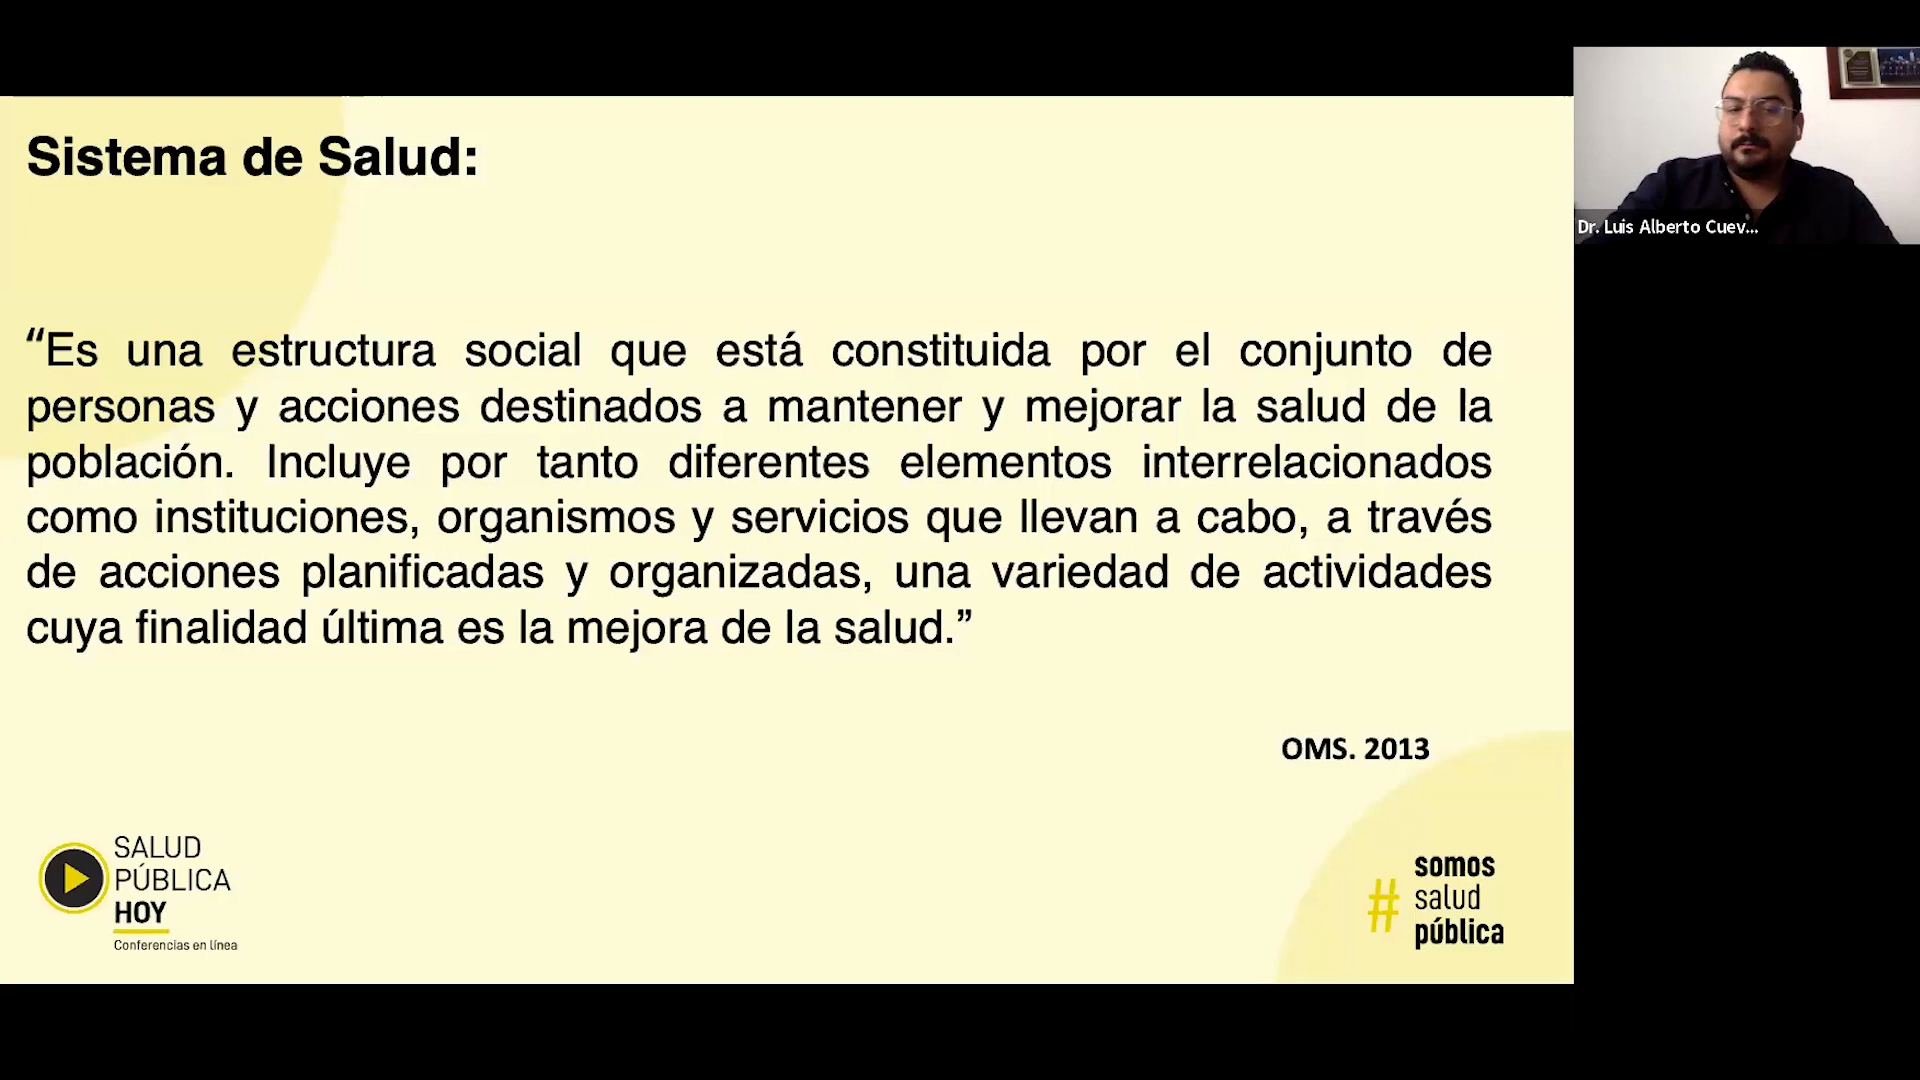 Sistema de Salud:
“Es una estructura social que está constituida por el conjunto de
personas y acciones destinados a mantener y mejorar la salud de la
población. Incluye por tanto diferentes elementos interrelacionados
como instituciones, organismos y servicios que llevan a cabo, a través
de acciones planificadas y organizadas, una variedad de actividades
cuya finalidad última es la mejora de la salud.”
OMS. 2013
SALUD
PÚBLICA
HOY
Conferencias en línea
#
somos
salud
pública
Dr. Luis Alberto Cuev...